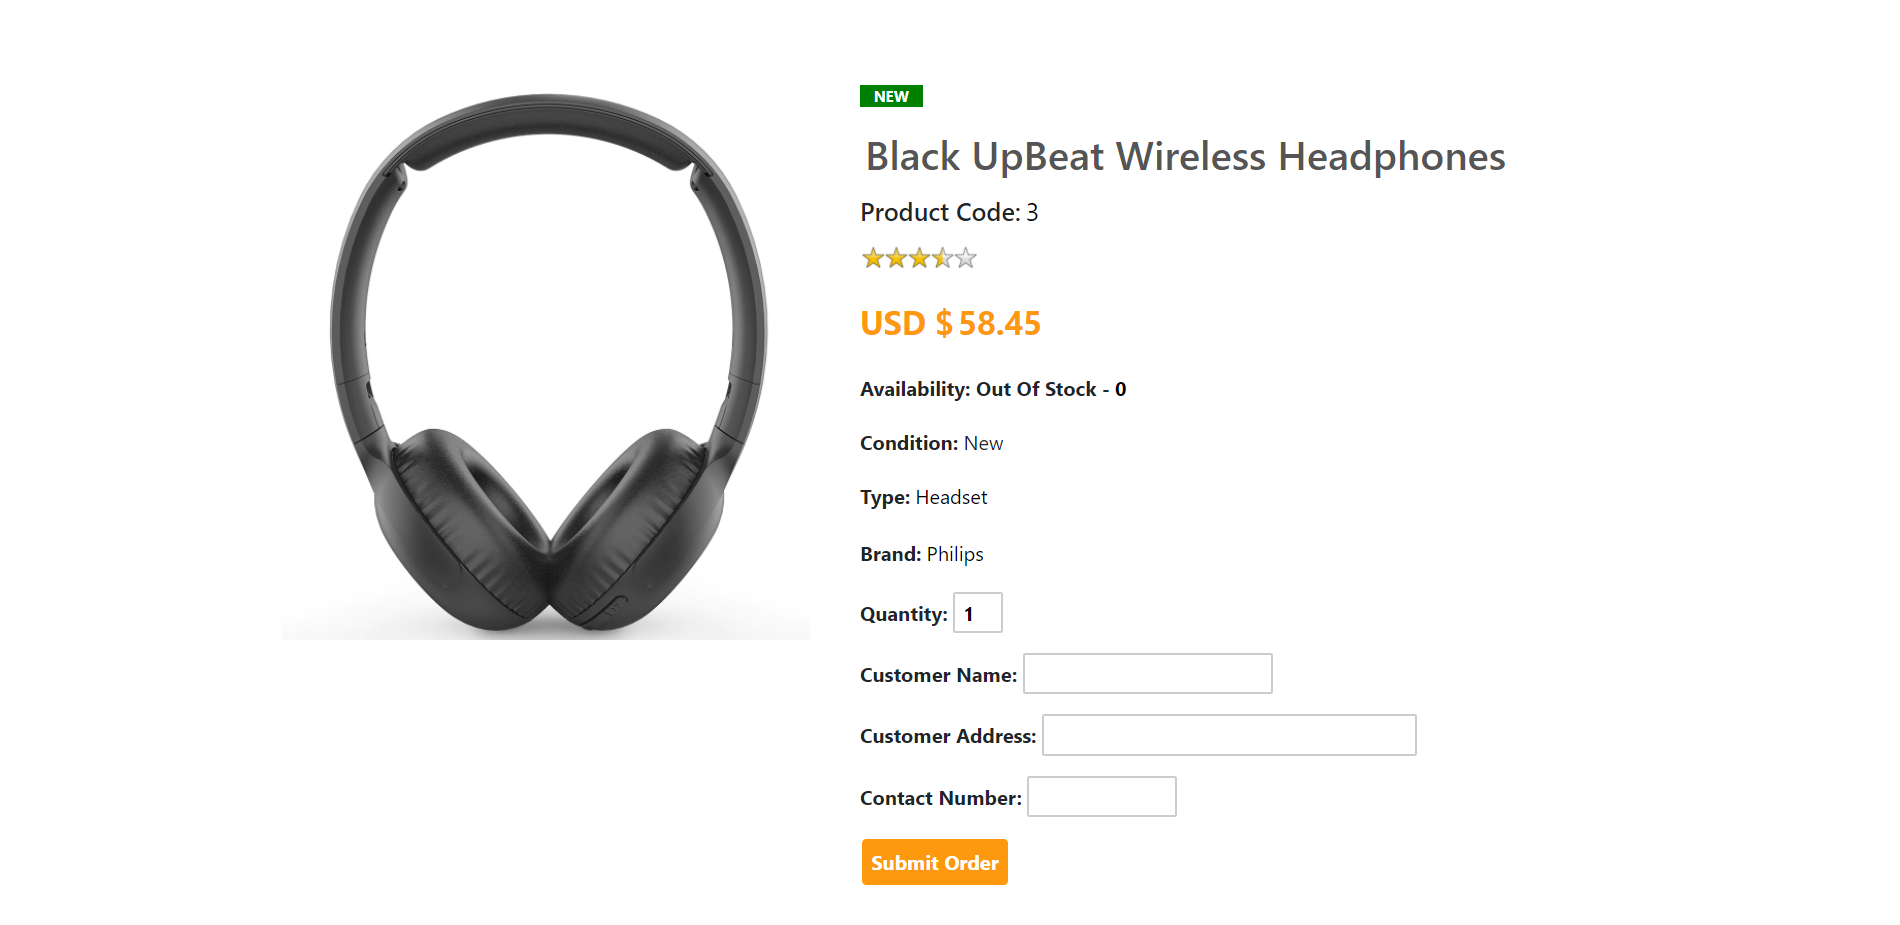 NEW
Black UpBeat Wireless Headphones
Product Code: 3
USD $58.45
Availability: Out Of Stock - 0
Condition: New
Type: Headset
Brand: Philips
Quantity: 1
Customer Name:
Customer Address:
Contact Number:
Submit Order